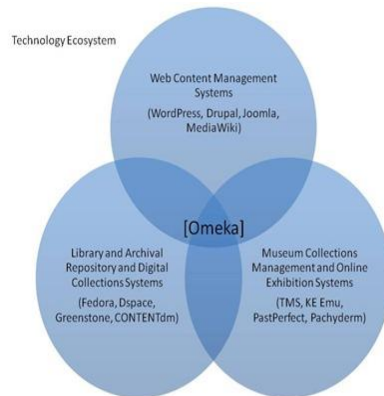 Technology Ecosystem
Web Content Management
Systems
(WordPress, Drupal, Joomla,
MediaWiki)
[Omeka]
Library and Archival
Repository and Digital
Collections Systems
(Fedora, Dspace,
Greenstone, CONTENTdm)
Museum Collections
Management and Online
Exhibition Systems
(TMS, KE Emu,
PastPerfect, Pachyderm)